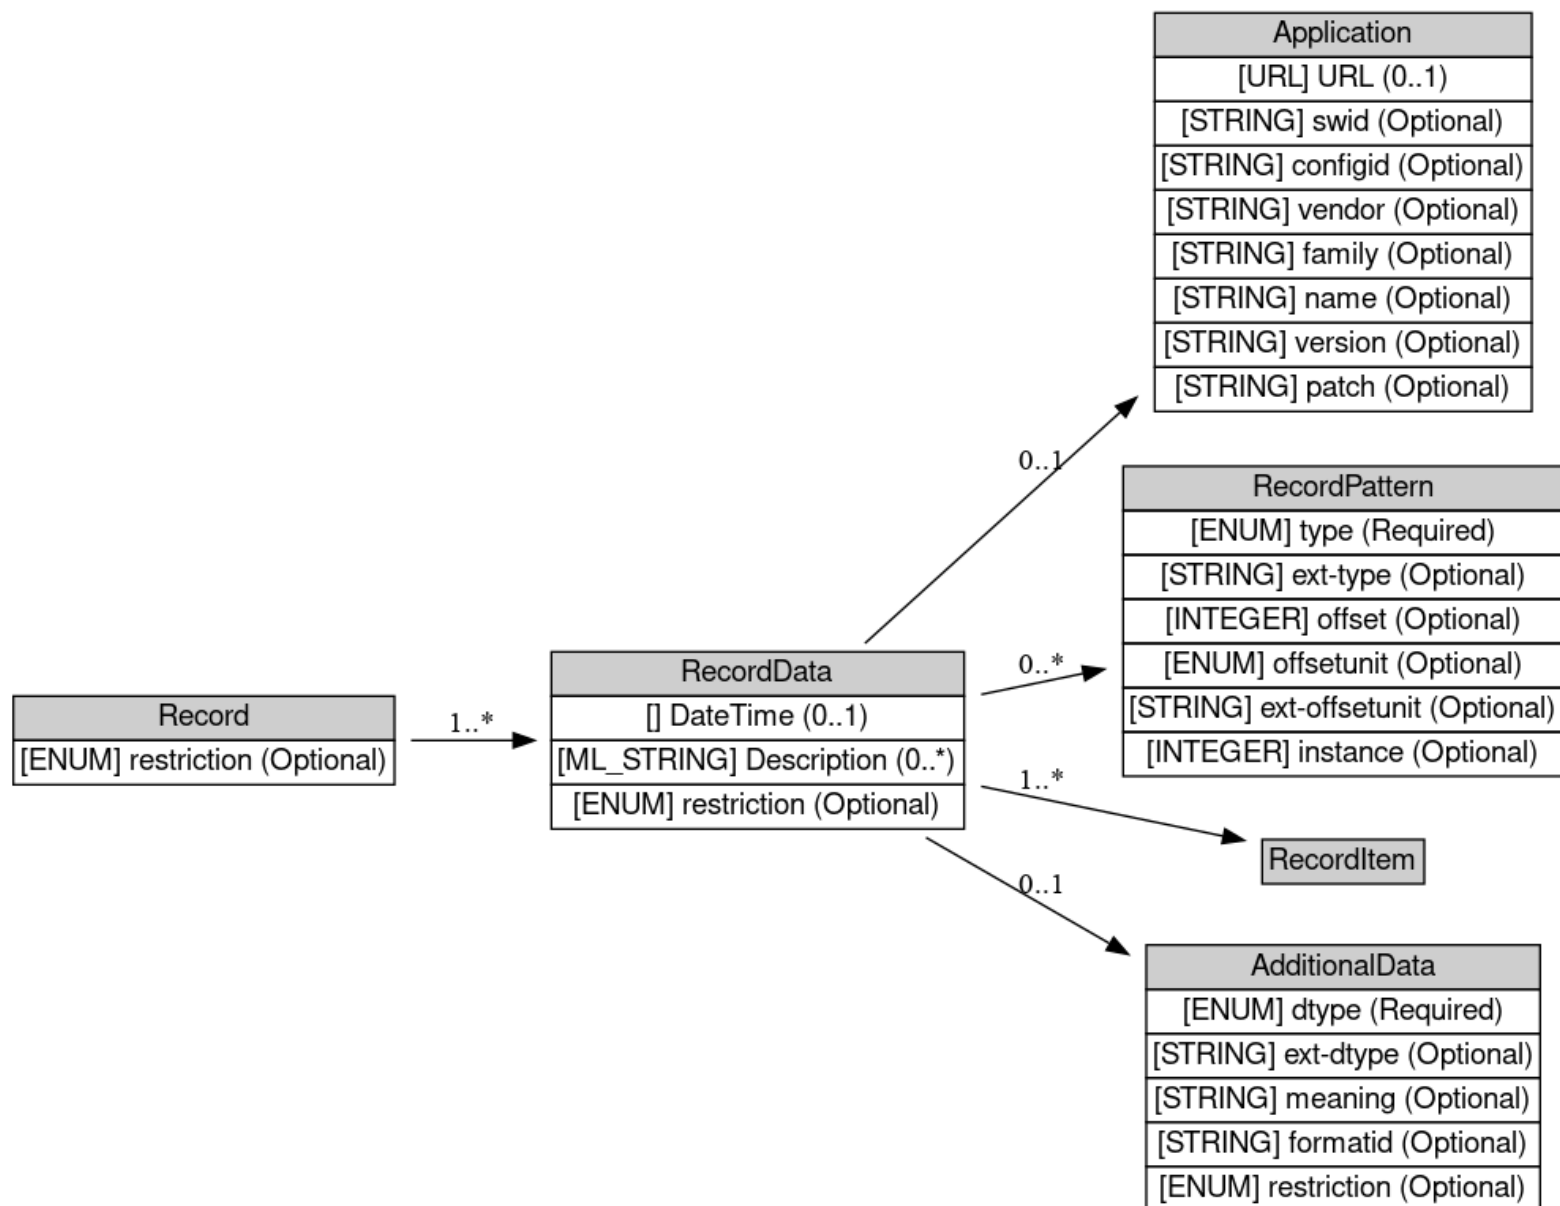 Record
[ENUM] restriction (Optional)
1..*
RecordData
[] DateTime (0..1)
[ML_STRING] Description (0..*)
[ENUM] restriction (Optional)
0..1
Application
[URL] URL (0..1)
[STRING] swid (Optional)
[STRING] configid (Optional)
[STRING] vendor (Optional)
[STRING] family (Optional)
[STRING] name (Optional)
[STRING] version (Optional)
[STRING] patch (Optional)
0..*
RecordPattern
[ENUM] type (Required)
[STRING] ext-type (Optional)
[INTEGER] offset (Optional)
[ENUM] offsetunit (Optional)
[STRING] ext-offsetunit (Optional)
[INTEGER] instance (Optional)
1..*
RecordItem
0..1
AdditionalData
[ENUM] dtype (Required)
[STRING] ext-dtype (Optional)
[STRING] meaning (Optional)
[STRING] formatid (Optional)
[ENUM] restriction (Optional)